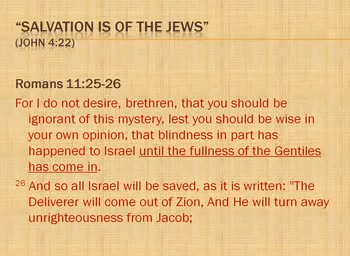 “SALVATION IS OF THE JEWS”
(JOHN 4:22)
Romans 11:25-26
For I do not desire, brethren, that you should be
ignorant of this mystery, lest you should be wise in
your own opinion, that blindness in part has
happened to Israel until the fullness of the Gentiles
has come in.
26 And so all Israel will be saved, as it is written: "The
Deliverer will come out of Zion, And He will turn away
unrighteousness from Jacob;